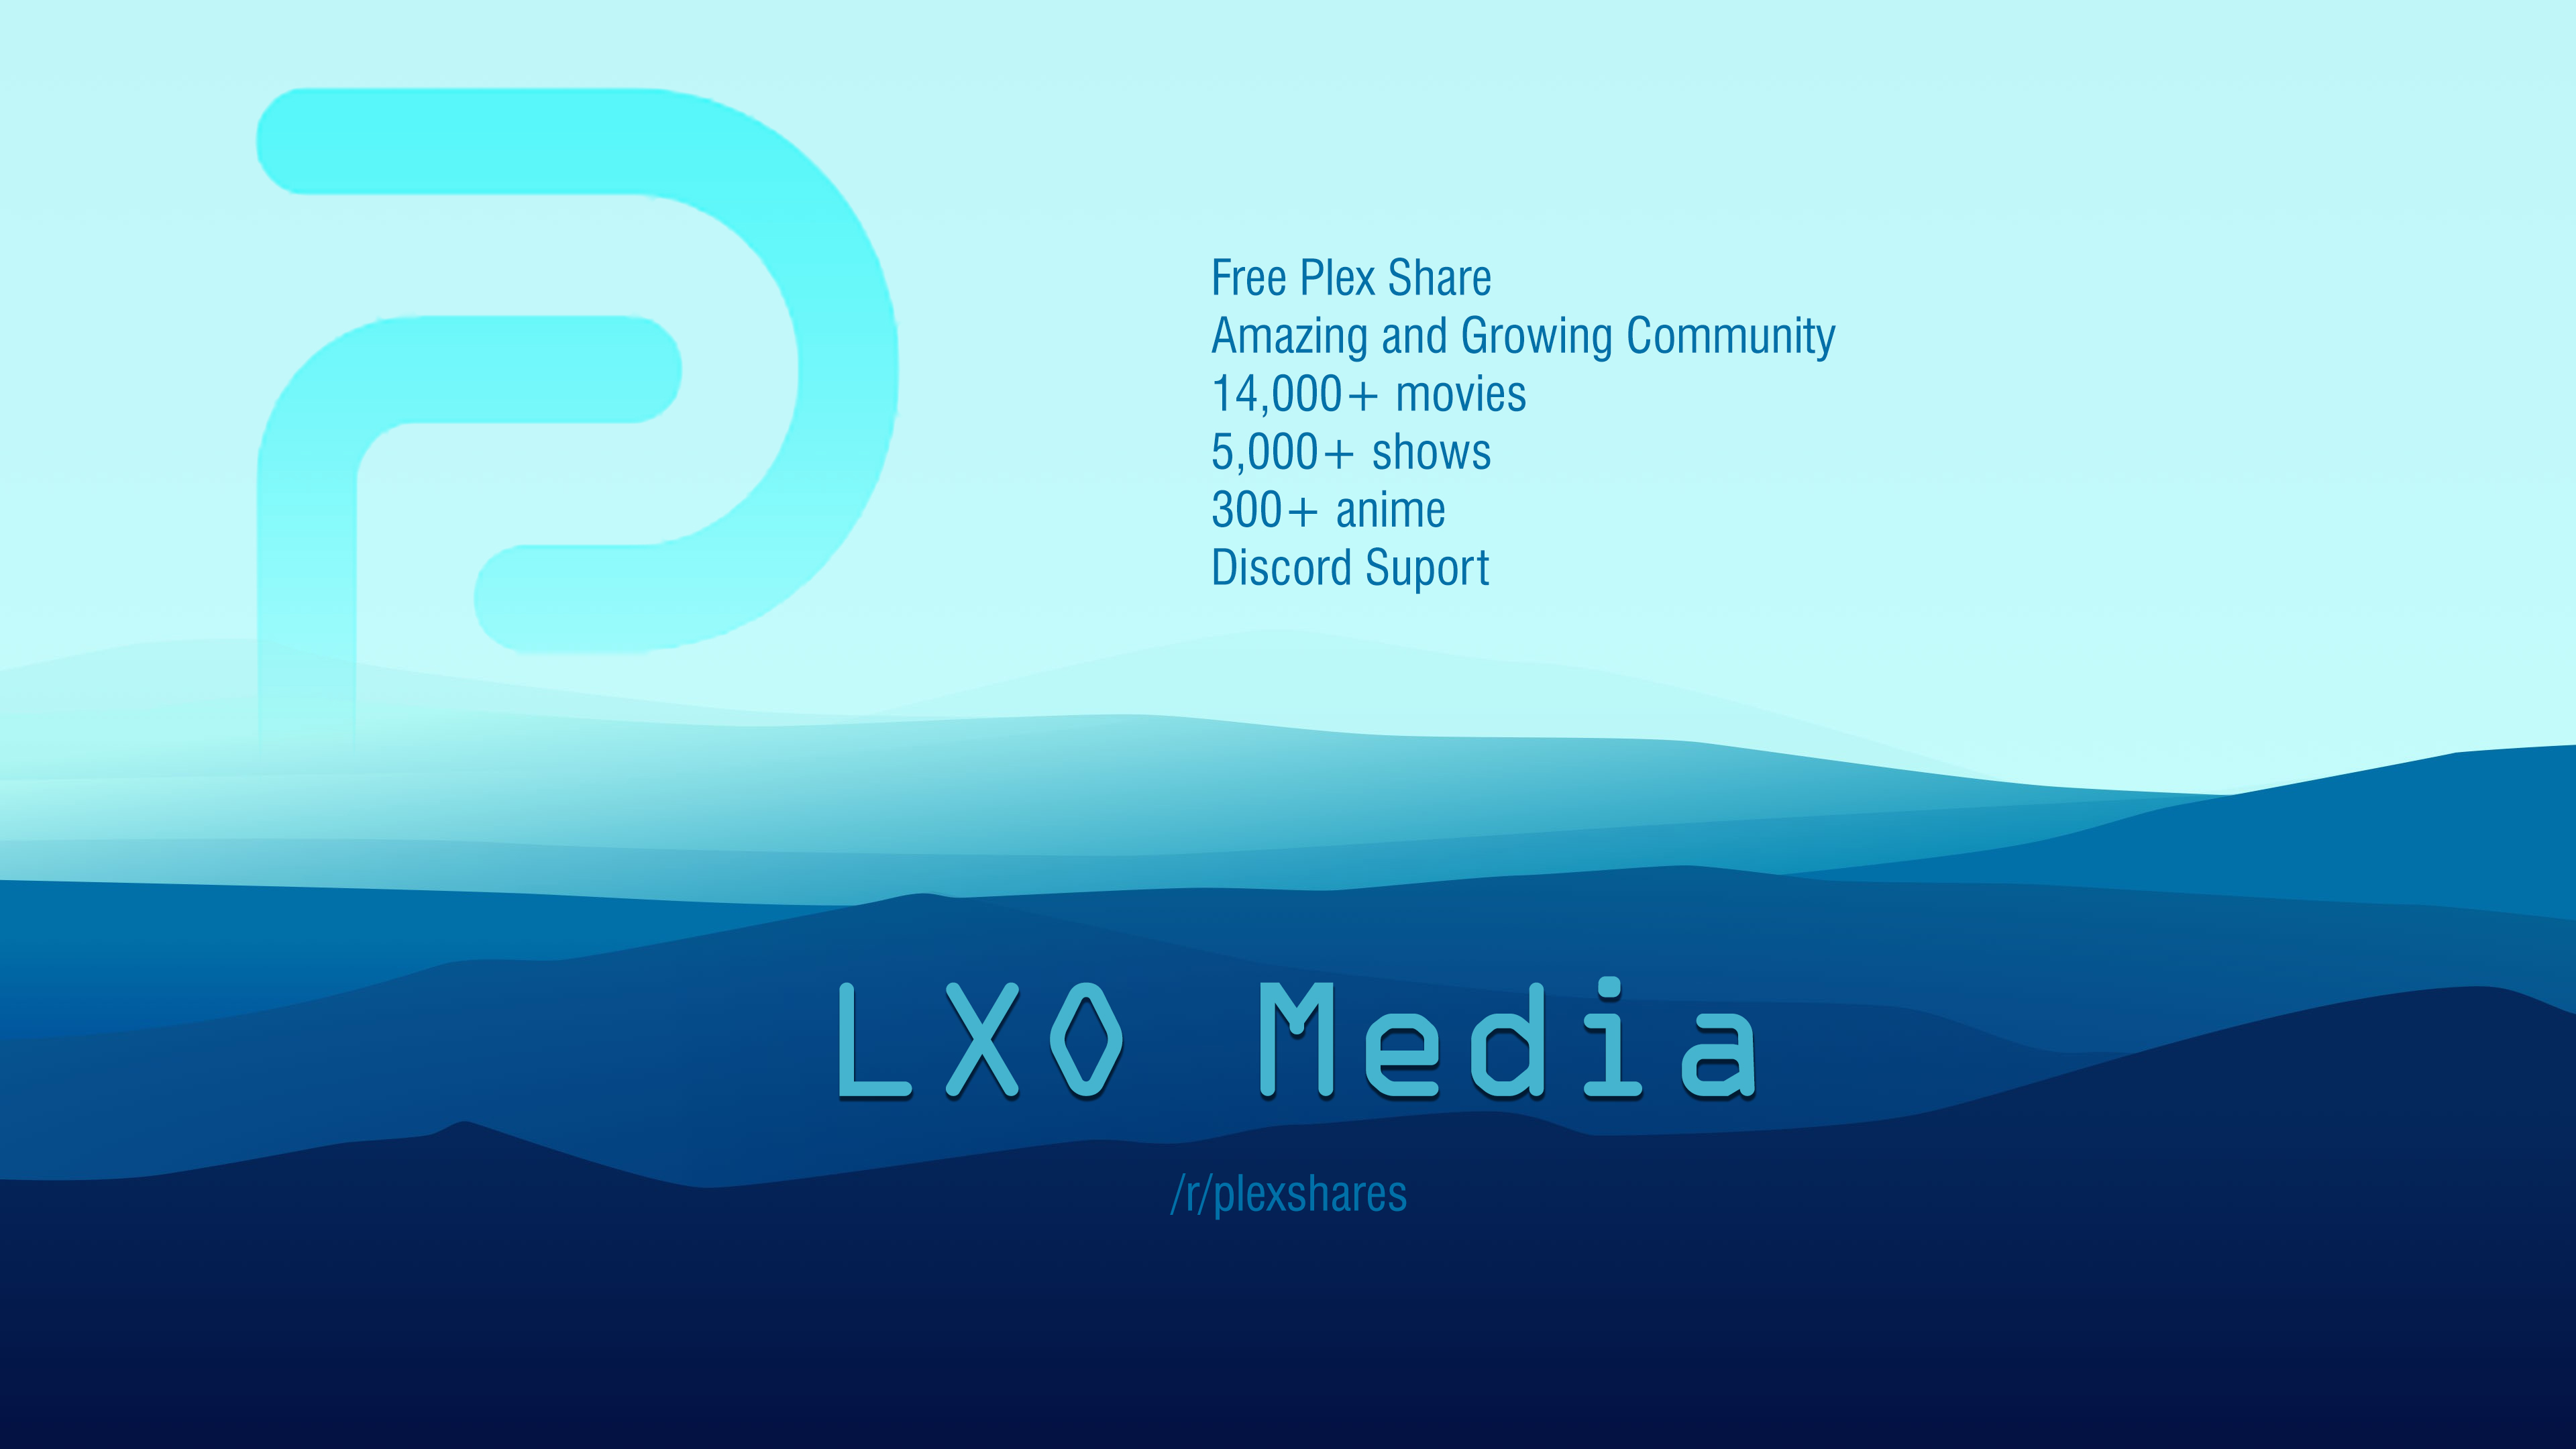 Free Plex Share
Amazing and Growing Community
14,000+ movies
5,000+ shows
300+ anime
Discord Suport
LXO Media
/r/plexshares